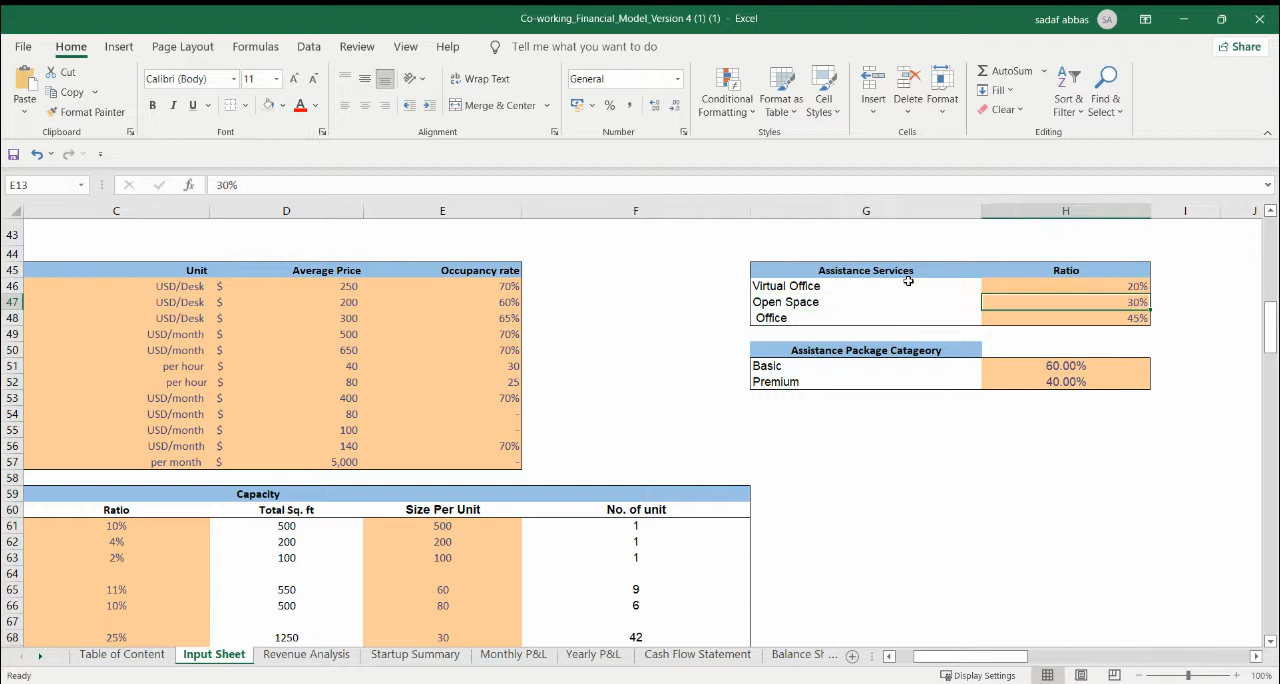 Co-working_Financial_Model_Version 4 (1) (1) - Excel
sadaf abbas SA
File Home Insert Page Layout Formulas Data Review View Help Tell me what you want to do Share
Paste Cut Copy Format Painter
Calibri (Body) 11
B I U A
Wrap Text
Merge & Center
General
Conditional Formatting
Format as Table
Cell Styles
Insert Delete Format
AutoSum
Fill
Clear
Sort & Filter
Find & Select
Clipboard Font Alignment Number Styles Cells Editing
E13 fx 30%
C D E F G H I J
43
44
45 Unit Average Price Occupancy rate Assistance Services Ratio
46 USD/Desk $ 250 70% Virtual Office 20%
47 USD/Desk $ 200 60% Open Space 30%
48 USD/Desk $ 300 65% Office 45%
49 USD/month $ 500 70%
50 USD/month $ 650 70% Assistance Package Catageory
51 per hour $ 40 30 Basic 60.00%
52 per hour $ 80 25 Premium 40.00%
53 USD/month $ 400 70%
54 USD/month $ 80 -
55 USD/month $ 100 -
56 USD/month $ 140 70%
57 per month $ 5,000 -
58
59 Capacity
60 Ratio Total Sq. ft Size Per Unit No. of unit
61 10% 500 500 1
62 4% 200 200 1
63 2% 100 100 1
64
65 11% 550 60 9
66 10% 500 80 6
67
68 25% 1250 30 42
Table of Content Input Sheet Revenue Analysis Startup Summary Monthly P&L Yearly P&L Cash Flow Statement Balance Sh ...
Ready Display Settings 100%